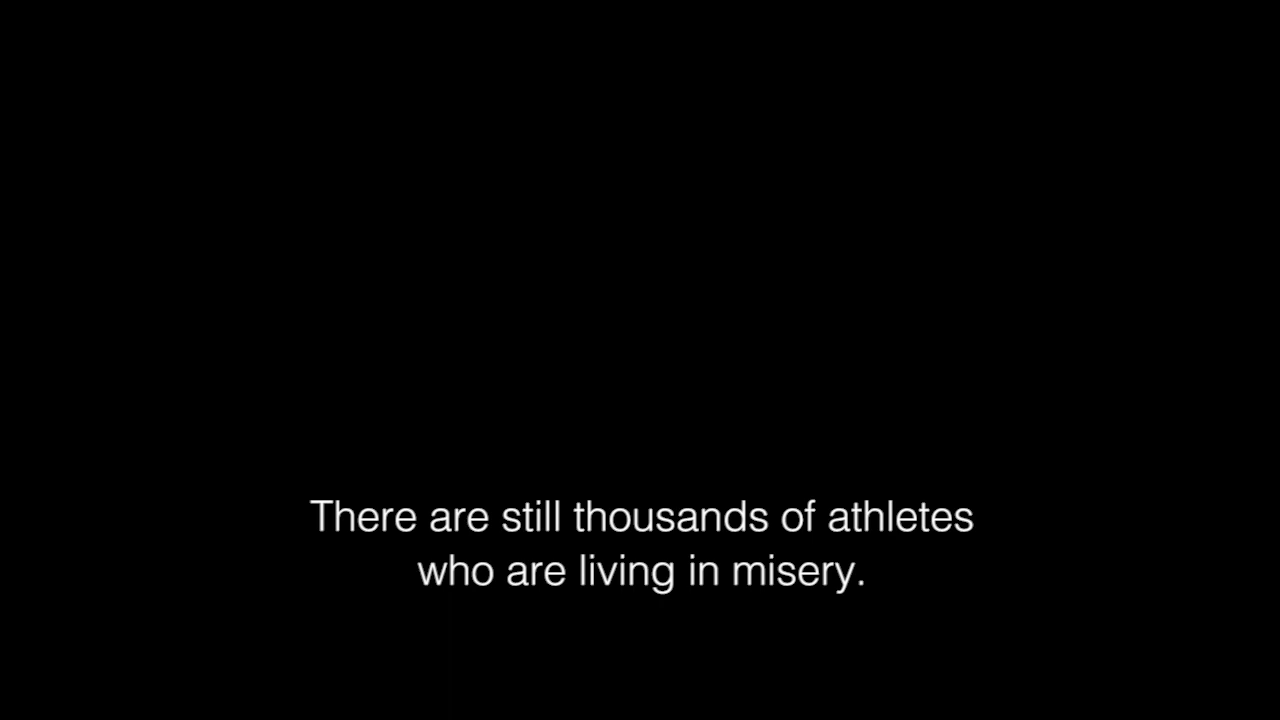 There are still thousands of athletes
who are living in misery.